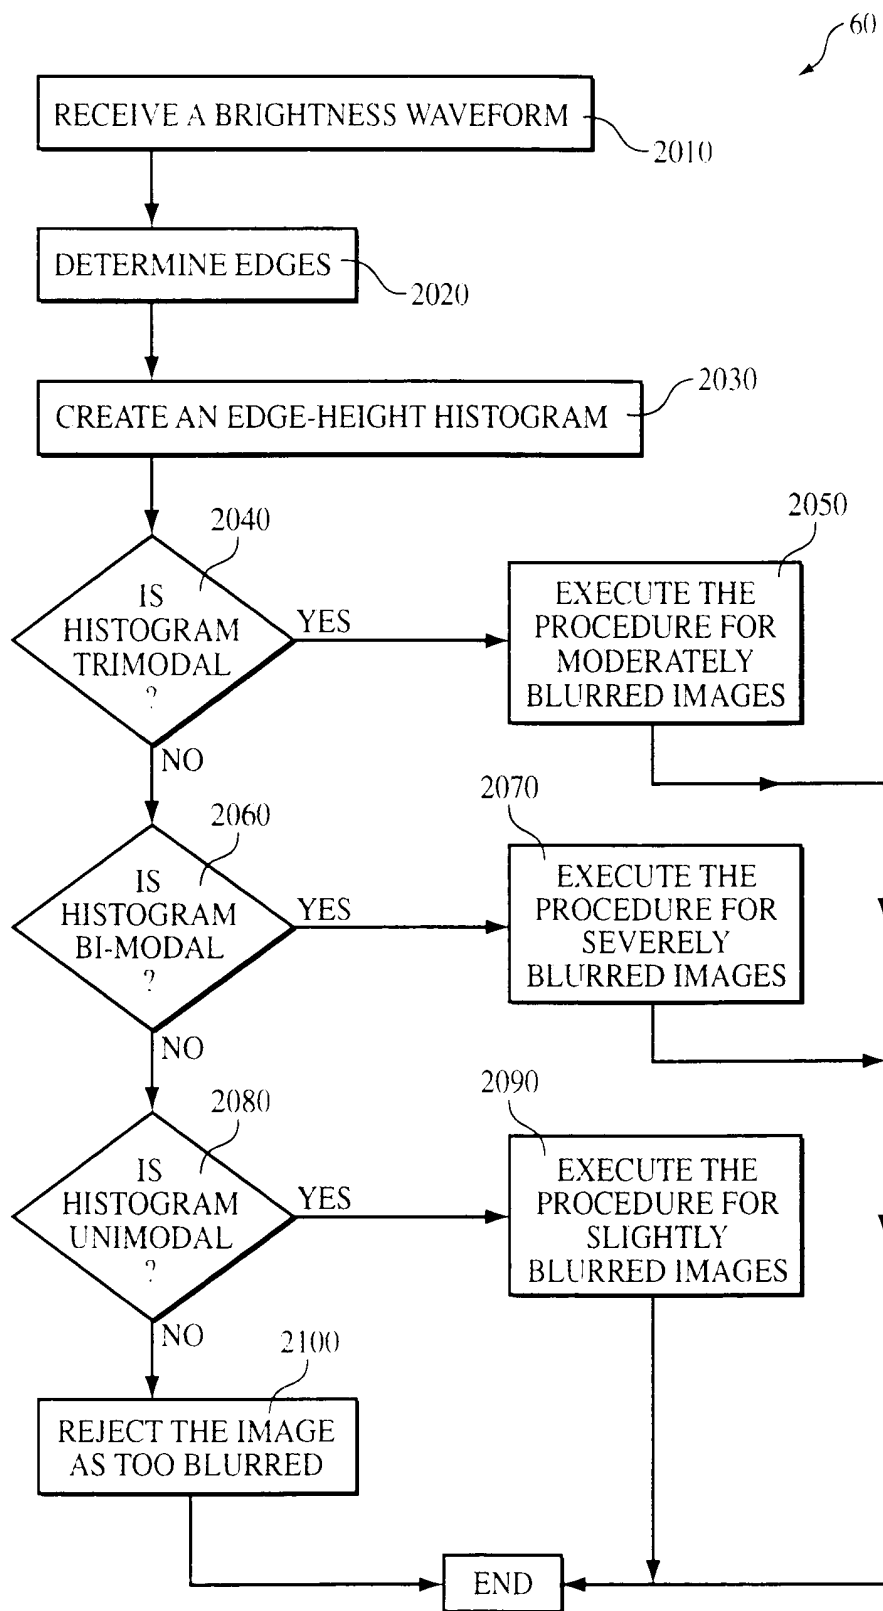 60
RECEIVE A BRIGHTNESS WAVEFORM
2010
DETERMINE EDGES
2020
2030
CREATE AN EDGE-HEIGHT HISTOGRAM
2040
IS
HISTOGRAM
TRIMODAL
?
YES
NO
2050
EXECUTE THE
PROCEDURE FOR
MODERATELY
BLURRED IMAGES
2060
IS
HISTOGRAM
BI-MODAL
?
YES
NO
2070
EXECUTE THE
PROCEDURE FOR
SEVERELY
BLURRED IMAGES
2080
IS
HISTOGRAM
UNIMODAL
?
YES
NO
2090
EXECUTE THE
PROCEDURE FOR
SLIGHTLY
BLURRED IMAGES
2100
REJECT THE IMAGE
AS TOO BLURRED
END